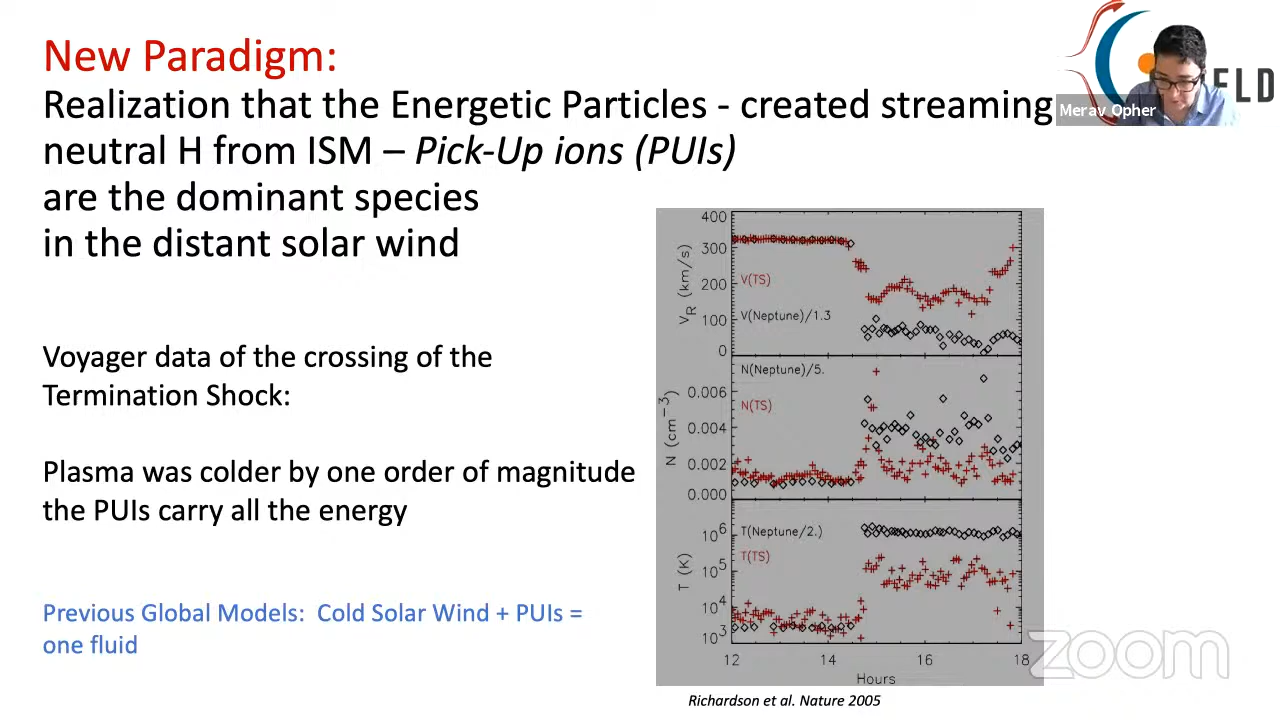 New Paradigm:
Realization that the Energetic Particles - created streaming
neutral H from ISM – Pick-Up ions (PUIs)
are the dominant species
in the distant solar wind
Voyager data of the crossing of the
Termination Shock:
Plasma was colder by one order of magnitude
the PUIs carry all the energy
Previous Global Models: Cold Solar Wind + PUIs =
one fluid
Merav Opher
ELD
400
300
200
100
0
V_R (km/s)
V(TS)
V(Neptune)/1.3
0.006
0.004
0.002
0.000
N (cm⁻³)
N(Neptune)/5.
N(TS)
10⁶
10⁵
10⁴
10³
T (K)
T(Neptune/2.)
T(TS)
12 14 16 18
Hours
Richardson et al. Nature 2005
zoom